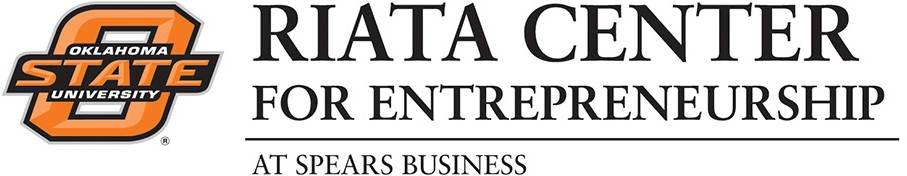 OKLAHOMA
STATE
UNIVERSITY
®
RIATA CENTER
FOR ENTREPRENEURSHIP
AT SPEARS BUSINESS